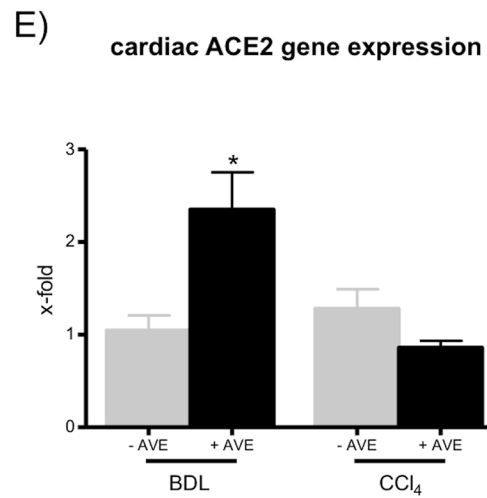 E)
cardiac ACE2 gene expression
x-fold
3
2
1
0
*
- AVE + AVE - AVE + AVE
BDL CCl₄